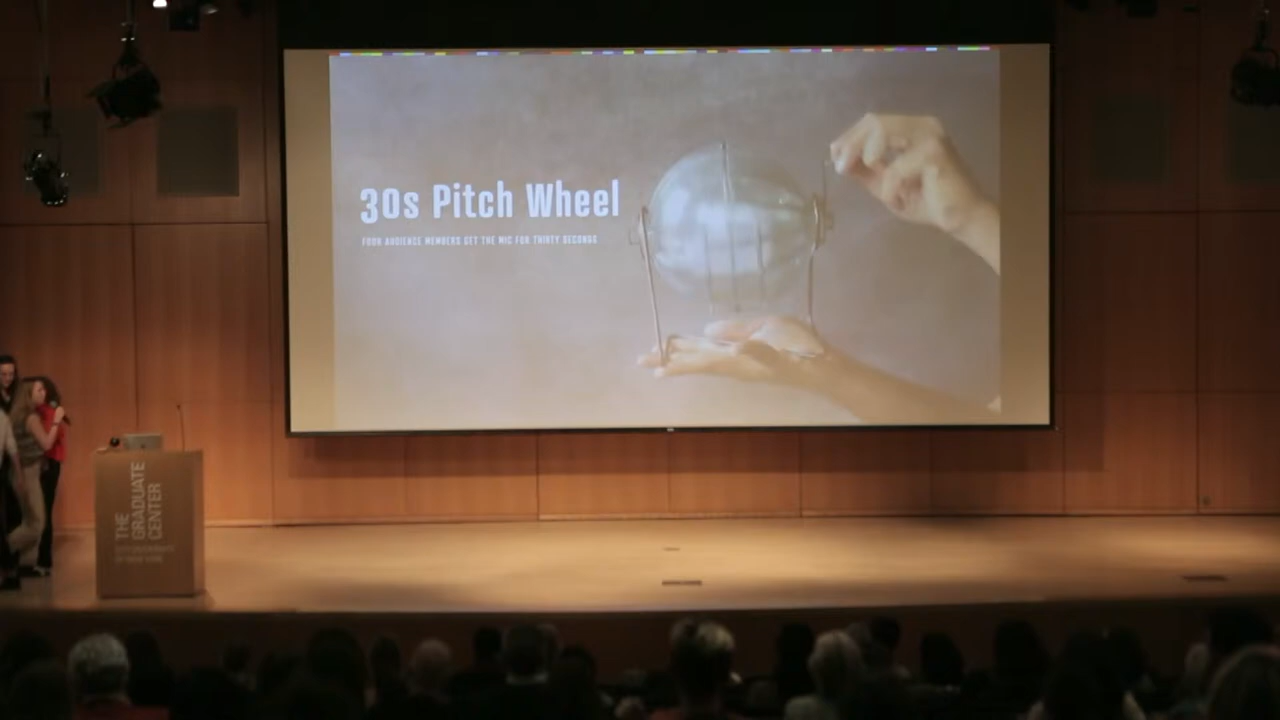 30s Pitch Wheel
FOUR AUDIENCE MEMBERS GET THE MIC FOR THIRTY SECONDS
THE
GRADUATE
CENTER